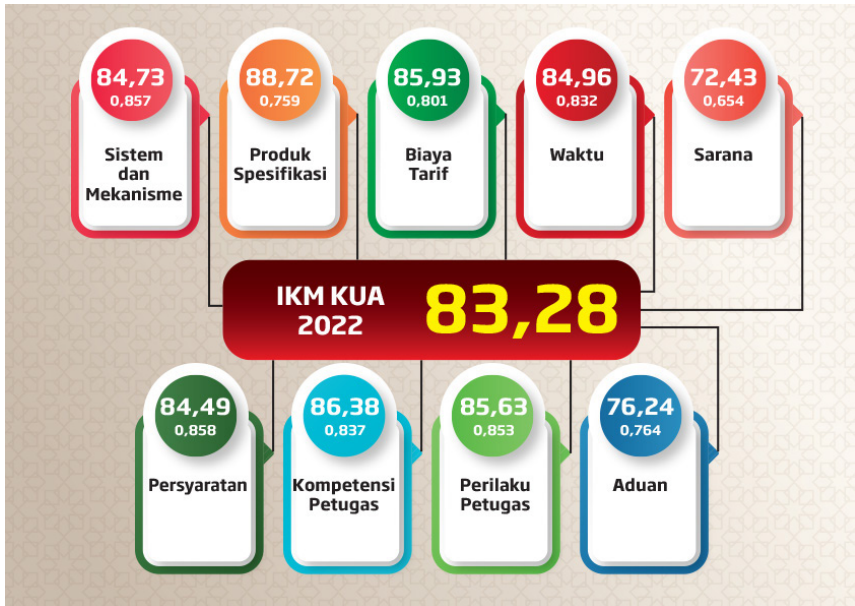 84,73
0,857
Sistem
dan
Mekanisme
88,72
0,759
Produk
Spesifikasi
85,93
0,801
Biaya
Tarif
84,96
0,832
Waktu
72,43
0,654
Sarana
IKM KUA
2022
83,28
84,49
0,858
Persyaratan
86,38
0,837
Kompetensi
Petugas
85,63
0,853
Perilaku
Petugas
76,24
0,764
Aduan